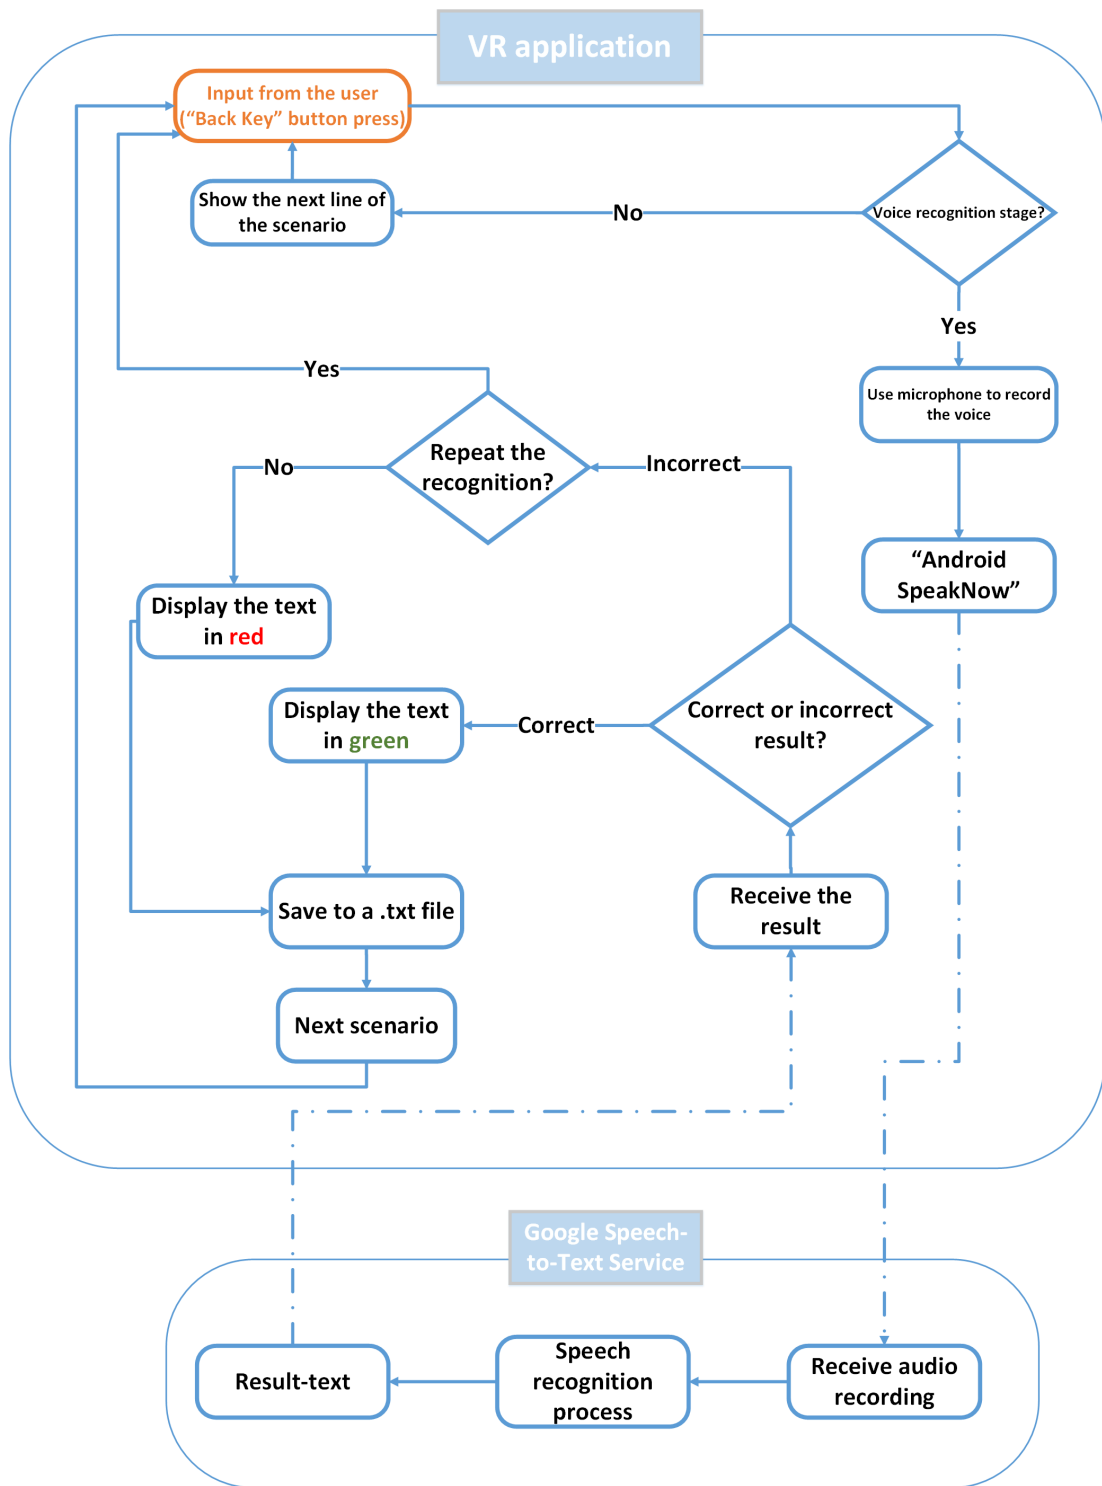 VR application
Input from the user
(“Back Key” button press)
Show the next line of
the scenario
No
Voice recognition stage?
Yes
Use microphone to record
the voice
Yes
Repeat the
recognition?
No
Incorrect
“Android
SpeakNow”
Display the text
in red
Display the text
in green
Correct
Correct or incorrect
result?
Save to a .txt file
Receive the
result
Next scenario
Google Speech-
to-Text Service
Result-text
Speech
recognition
process
Receive audio
recording